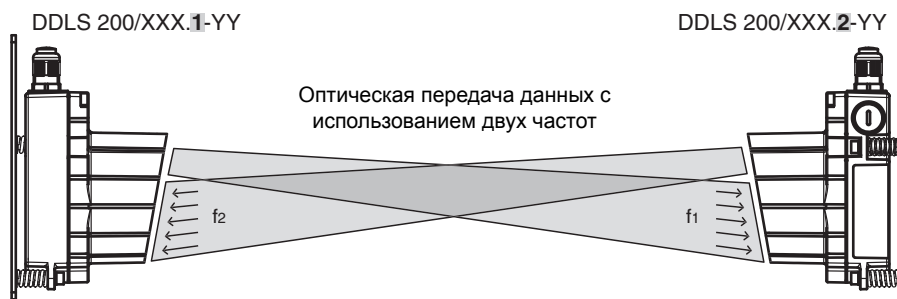 DDLS 200/XXX.1-YY
DDLS 200/XXX.2-YY
Оптическая передача данных с
использованием двух частот
f2
f1